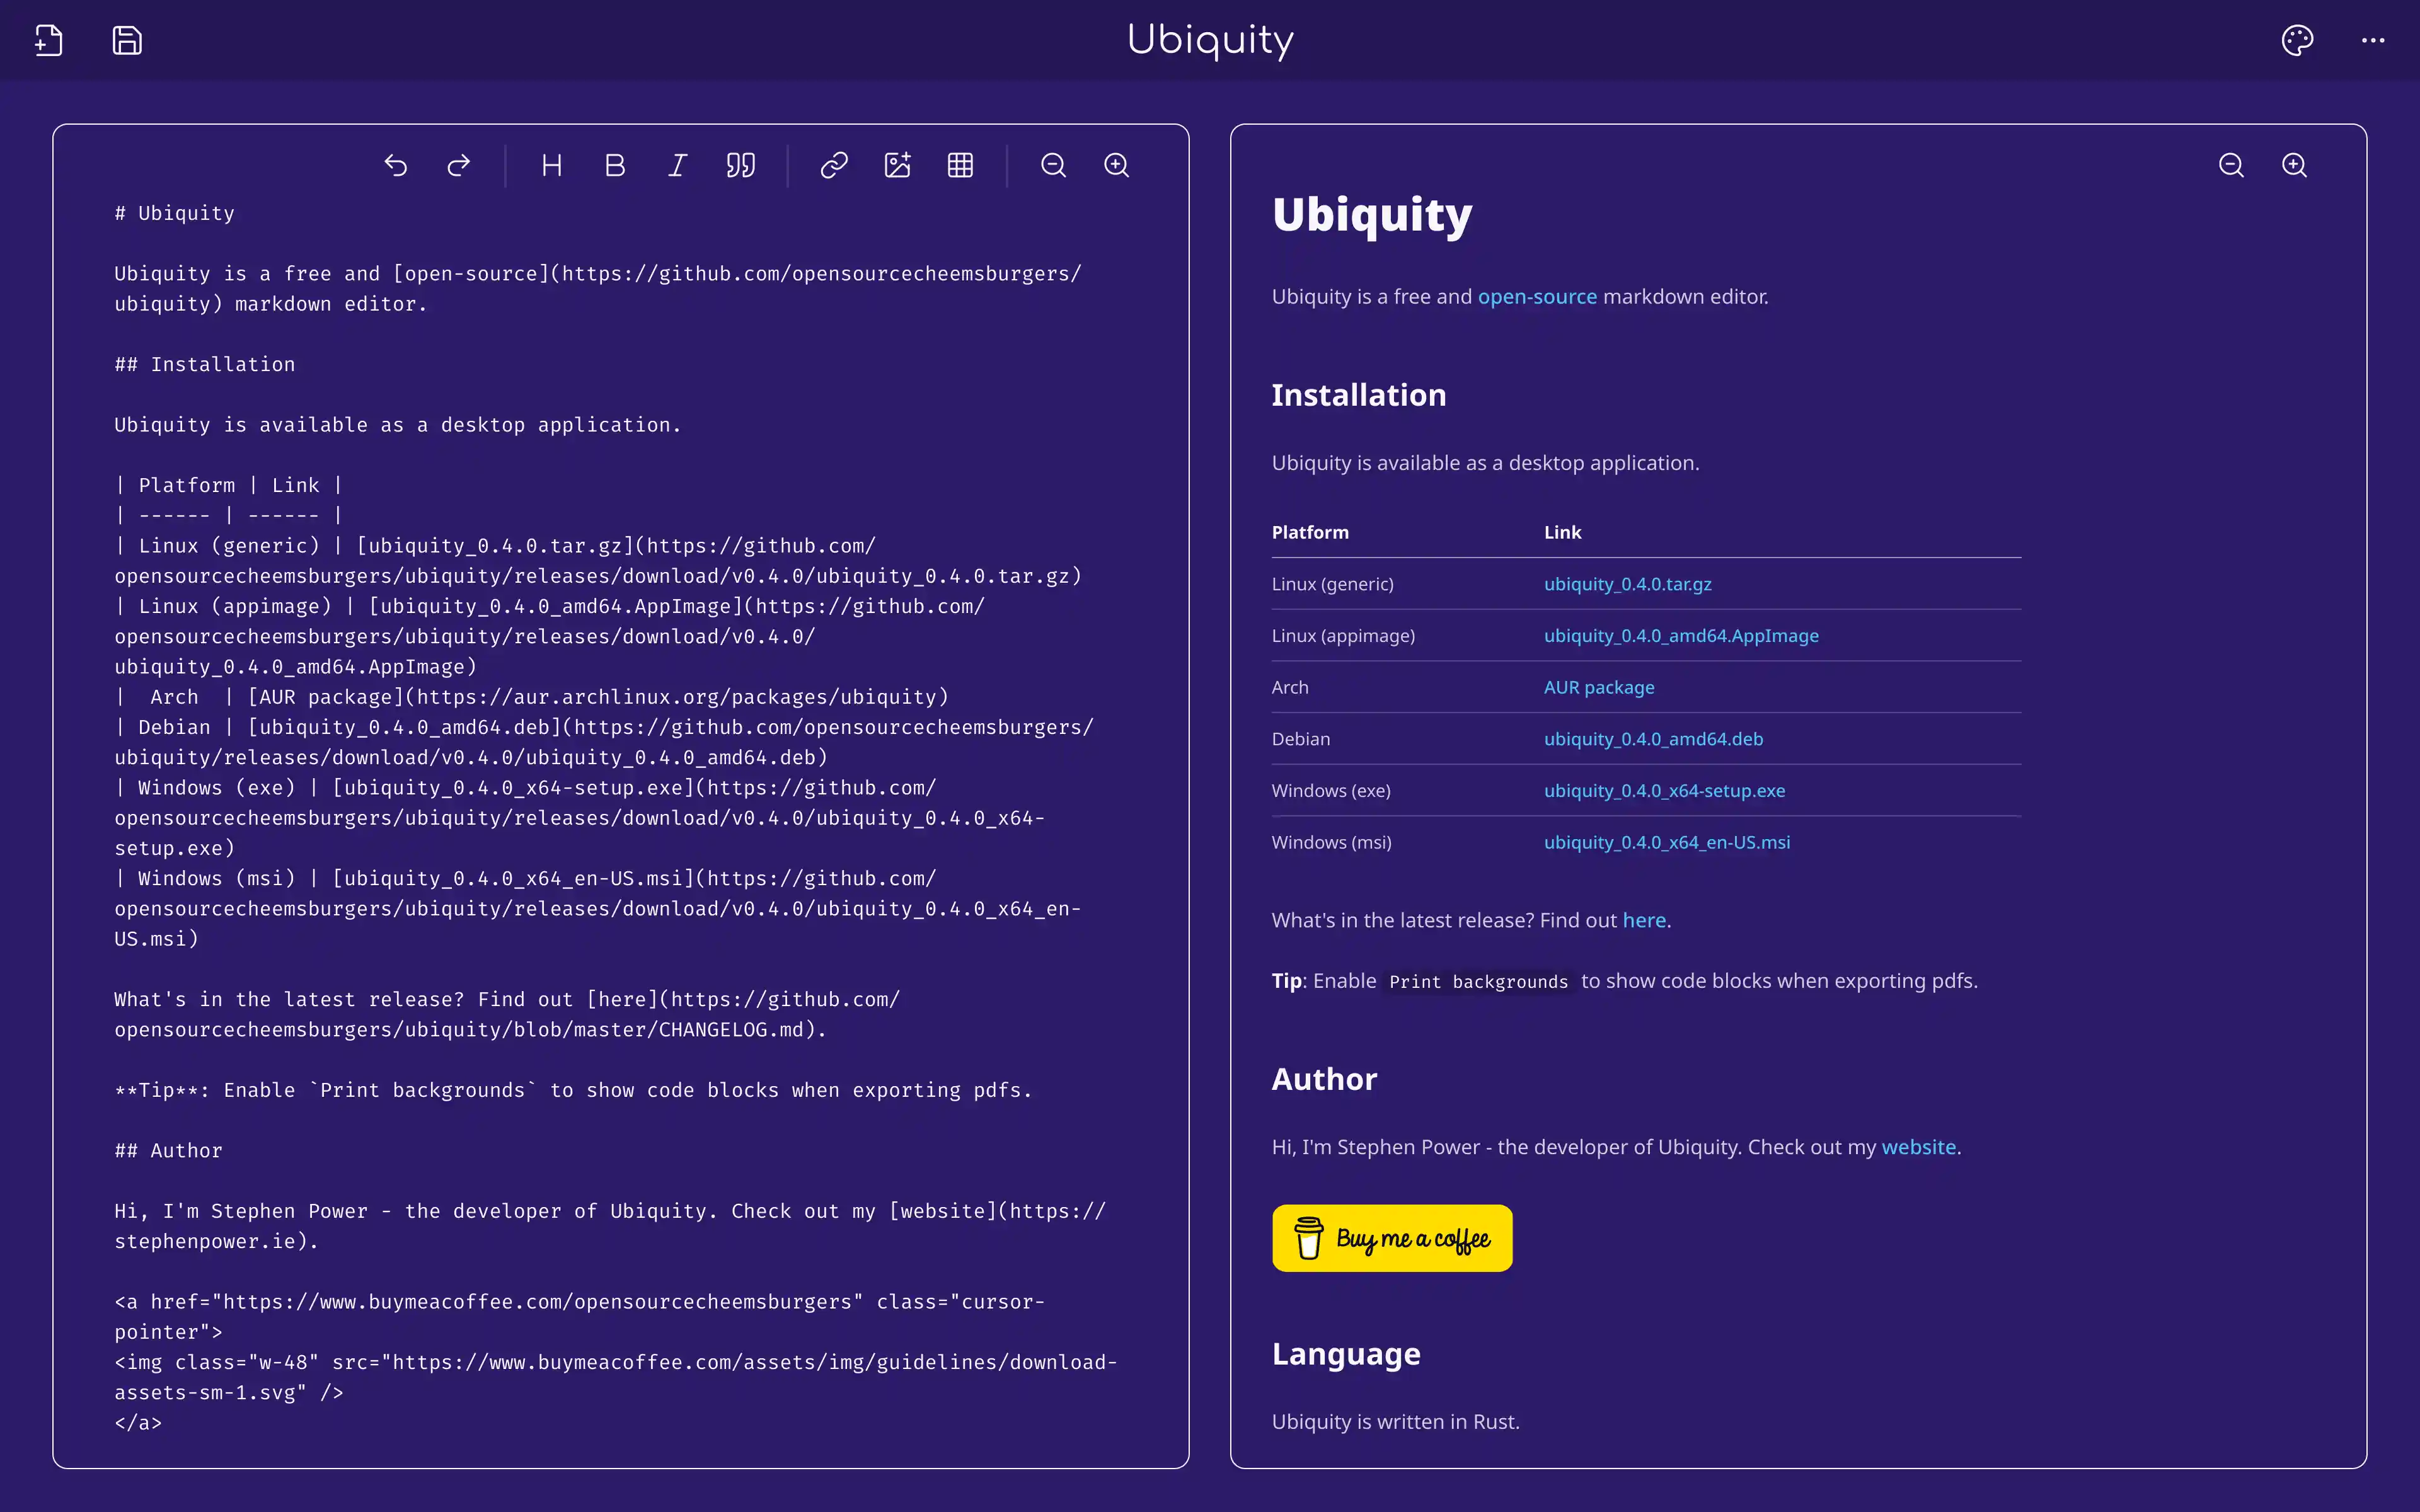 Ubiquity
H B I
# Ubiquity
Ubiquity is a free and [open-source](https://github.com/opensourcecheemsburgers/
ubiquity) markdown editor.
## Installation
Ubiquity is available as a desktop application.
| Platform | Link |
| ------ | ------ |
| Linux (generic) | [ubiquity_0.4.0.tar.gz](https://github.com/
opensourcecheemsburgers/ubiquity/releases/download/v0.4.0/ubiquity_0.4.0.tar.gz)
| Linux (appimage) | [ubiquity_0.4.0_amd64.AppImage](https://github.com/
opensourcecheemsburgers/ubiquity/releases/download/v0.4.0/
ubiquity_0.4.0_amd64.AppImage)
|  Arch  | [AUR package](https://aur.archlinux.org/packages/ubiquity)
| Debian | [ubiquity_0.4.0_amd64.deb](https://github.com/opensourcecheemsburgers/
ubiquity/releases/download/v0.4.0/ubiquity_0.4.0_amd64.deb)
| Windows (exe) | [ubiquity_0.4.0_x64-setup.exe](https://github.com/
opensourcecheemsburgers/ubiquity/releases/download/v0.4.0/ubiquity_0.4.0_x64-
setup.exe)
| Windows (msi) | [ubiquity_0.4.0_x64_en-US.msi](https://github.com/
opensourcecheemsburgers/ubiquity/releases/download/v0.4.0/ubiquity_0.4.0_x64_en-
US.msi)
What's in the latest release? Find out [here](https://github.com/
opensourcecheemsburgers/ubiquity/blob/master/CHANGELOG.md).
**Tip**: Enable `Print backgrounds` to show code blocks when exporting pdfs.
## Author
Hi, I'm Stephen Power - the developer of Ubiquity. Check out my [website](https://
stephenpower.ie).
<a href="https://www.buymeacoffee.com/opensourcecheemsburgers" class="cursor-
pointer">
<img class="w-48" src="https://www.buymeacoffee.com/assets/img/guidelines/download-
assets-sm-1.svg" />
</a>
Ubiquity
Ubiquity is a free and open-source markdown editor.
Installation
Ubiquity is available as a desktop application.
Platform Link
Linux (generic) ubiquity_0.4.0.tar.gz
Linux (appimage) ubiquity_0.4.0_amd64.AppImage
Arch AUR package
Debian ubiquity_0.4.0_amd64.deb
Windows (exe) ubiquity_0.4.0_x64-setup.exe
Windows (msi) ubiquity_0.4.0_x64_en-US.msi
What's in the latest release? Find out here.
Tip: Enable Print backgrounds to show code blocks when exporting pdfs.
Author
Hi, I'm Stephen Power - the developer of Ubiquity. Check out my website.
Buy me a coffee
Language
Ubiquity is written in Rust.